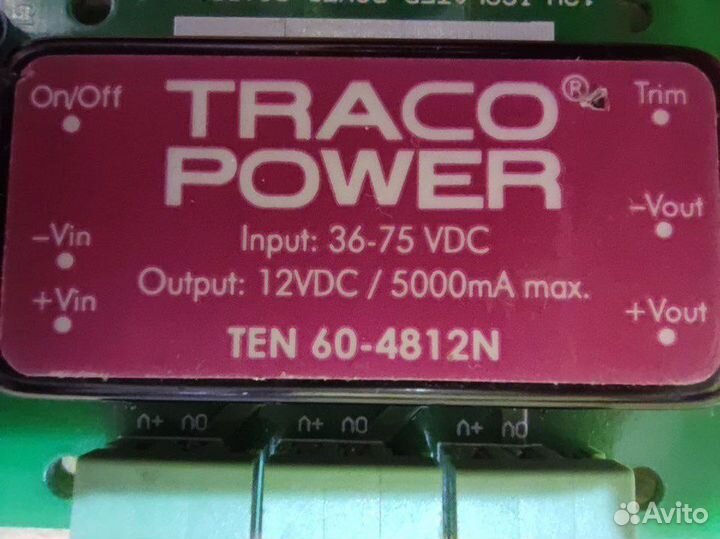 On/Off
TRACO
POWER
®
Trim
-Vin
+Vin
Input: 36-75 VDC
Output: 12VDC / 5000mA max.
-Vout
+Vout
TEN 60-4812N
Avito